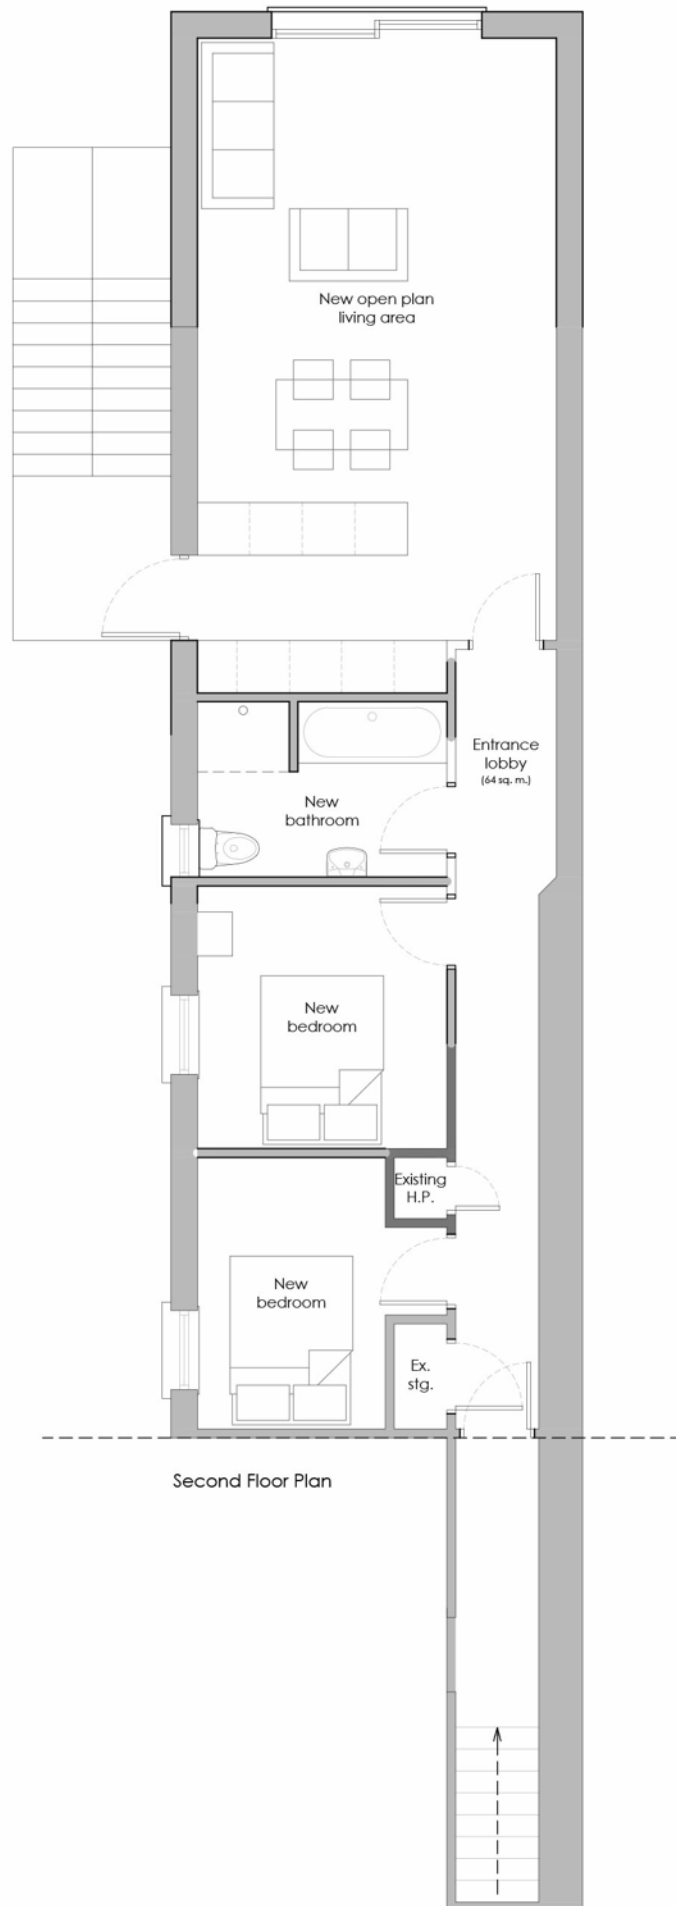 New open plan
living area
Entrance
lobby
(64 sq. m.)
New
bathroom
New
bedroom
Existing
H.P.
New
bedroom
Ex.
stg.
Second Floor Plan